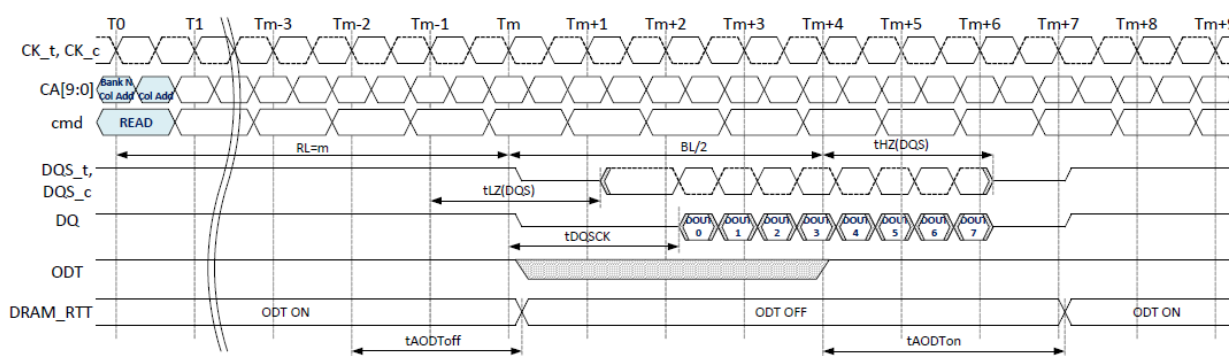 T0 T1 Tm-3 Tm-2 Tm-1 Tm Tm+1 Tm+2 Tm+3 Tm+4 Tm+5 Tm+6 Tm+7 Tm+8 Tm+9
CK_t, CK_c
CA[9:0] Bank N Col Add Col Add
cmd READ
RL=m BL/2 tHZ(DQS)
DQS_t,
DQS_c
tLZ(DQS)
DQ DOUT 0 DOUT 1 DOUT 2 DOUT 3 DOUT 4 DOUT 5 DOUT 6 DOUT 7
tDQSCK
ODT
DRAM_RTT ODT ON ODT OFF ODT ON
tAODToff tAODTon